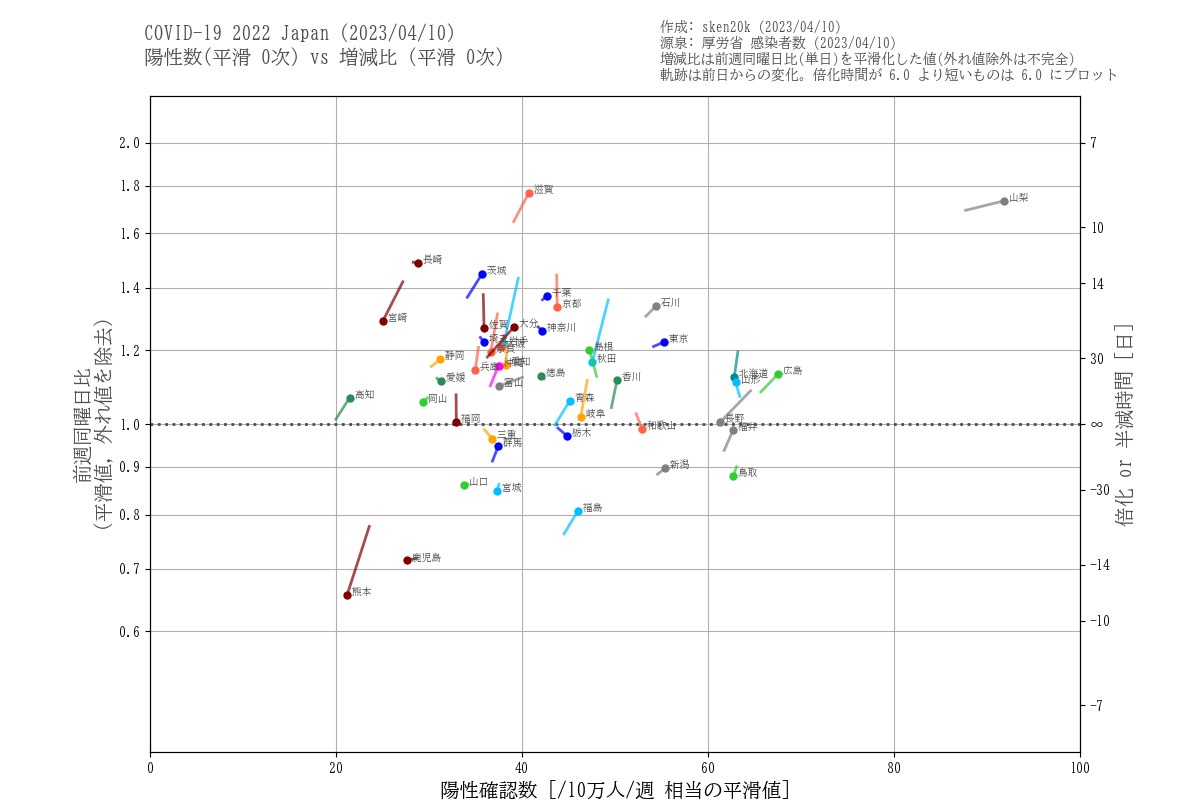 COVID-19 2022 Japan (2023/04/10)
陽性数(平滑 0次) vs 増減比 (平滑 0次)
作成: sken20k (2023/04/10)
源泉: 厚労省 感染者数 (2023/04/10)
増減比は前週同曜日比(単日)を平滑化した値(外れ値除外は不完全)
軌跡は前日からの変化。倍化時間が 6.0 より短いものは 6.0 にプロット
2.0
1.8
1.6
1.4
1.2
1.0
0.9
0.8
0.7
0.6
前週同曜日比
(平滑値, 外れ値を除去)
7
10
14
30
∞
-30
-14
-10
-7
倍化 or 半減時間 [日]
滋賀
山梨
長崎
茨城
千葉
京都
石川
宮崎
佐賀
大分
神奈川
岩手
東京
島根
静岡
秋田
兵庫
富山
愛媛
徳島
香川
北海道
山形
広島
高知
岡山
青森
岐阜
福岡
長野
福井
和歌山
三重
群馬
栃木
新潟
鳥取
山口
宮城
福島
鹿児島
熊本
0
20
40
60
80
100
陽性確認数 [/10万人/週 相当の平滑値]